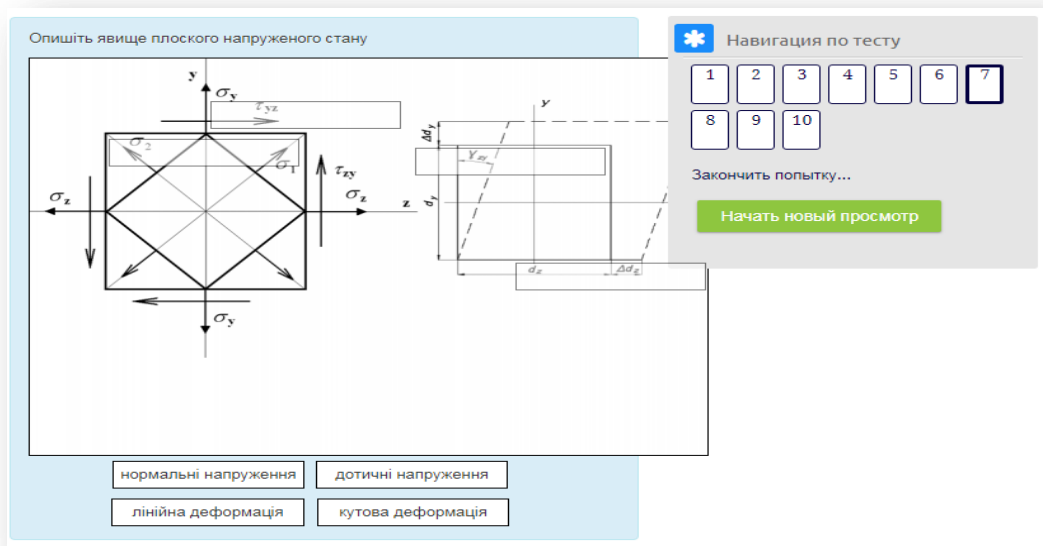 Опишіть явище плоского напруженого стану
y
σy
τyz
σ2
σ1
τzy
σz
σz
z
σy
y
Δdy
γzy
dy
dz
Δdz
нормальні напруження
дотичні напруження
лінійна деформація
кутова деформація
Навигация по тесту
1 2 3 4 5 6 7
8 9 10
Закончить попытку...
Начать новый просмотр